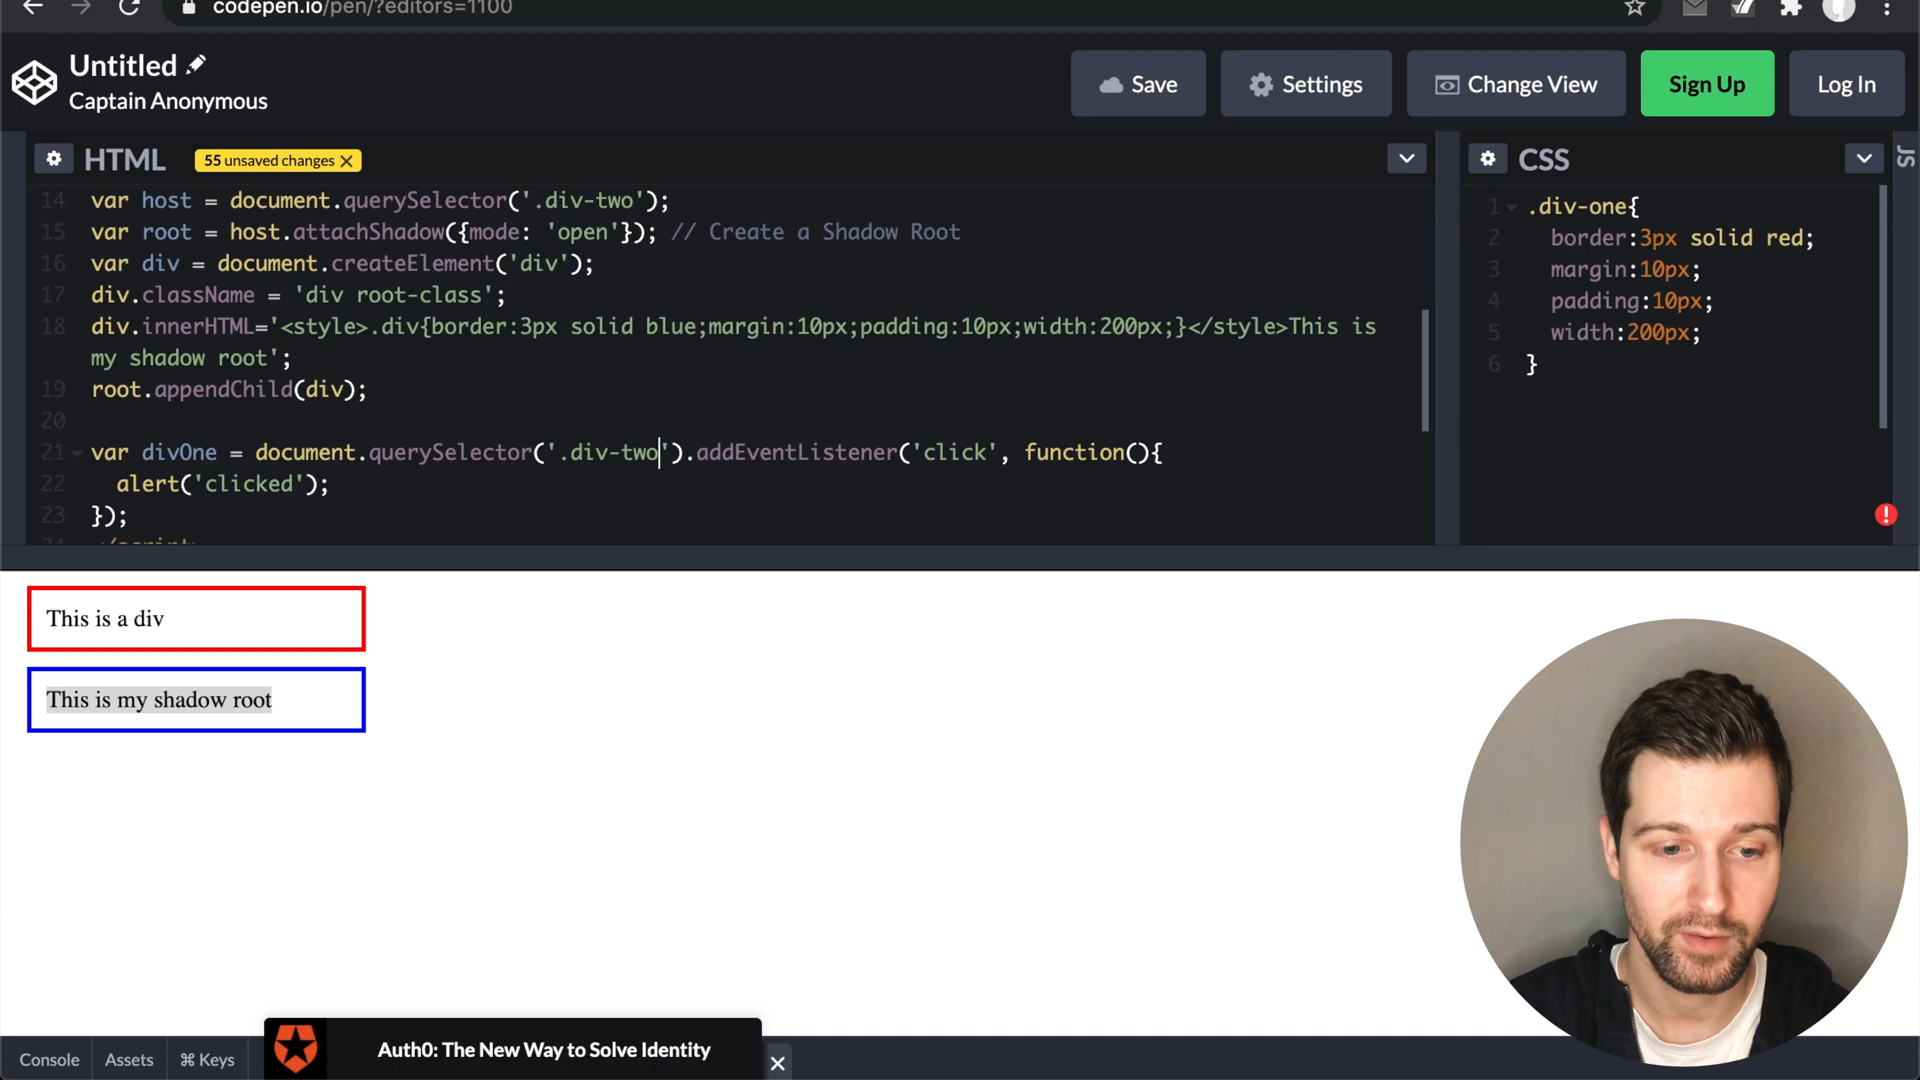 codepen.io/pen/?editors=1100
Untitled
Captain Anonymous
Save
Settings
Change View
Sign Up
Log In
HTML
55 unsaved changes
CSS
JS
14 var host = document.querySelector('.div-two');
15 var root = host.attachShadow({mode: 'open'}); // Create a Shadow Root
16 var div = document.createElement('div');
17 div.className = 'div root-class';
18 div.innerHTML='<style>.div{border:3px solid blue;margin:10px;padding:10px;width:200px;}</style>This is
my shadow root';
19 root.appendChild(div);
20
21 var divOne = document.querySelector('.div-two').addEventListener('click', function(){
22 alert('clicked');
23 });
24 </script>
1 .div-one{
2 border:3px solid red;
3 margin:10px;
4 padding:10px;
5 width:200px;
6 }
This is a div
This is my shadow root
Console
Assets
⌘ Keys
Auth0: The New Way to Solve Identity